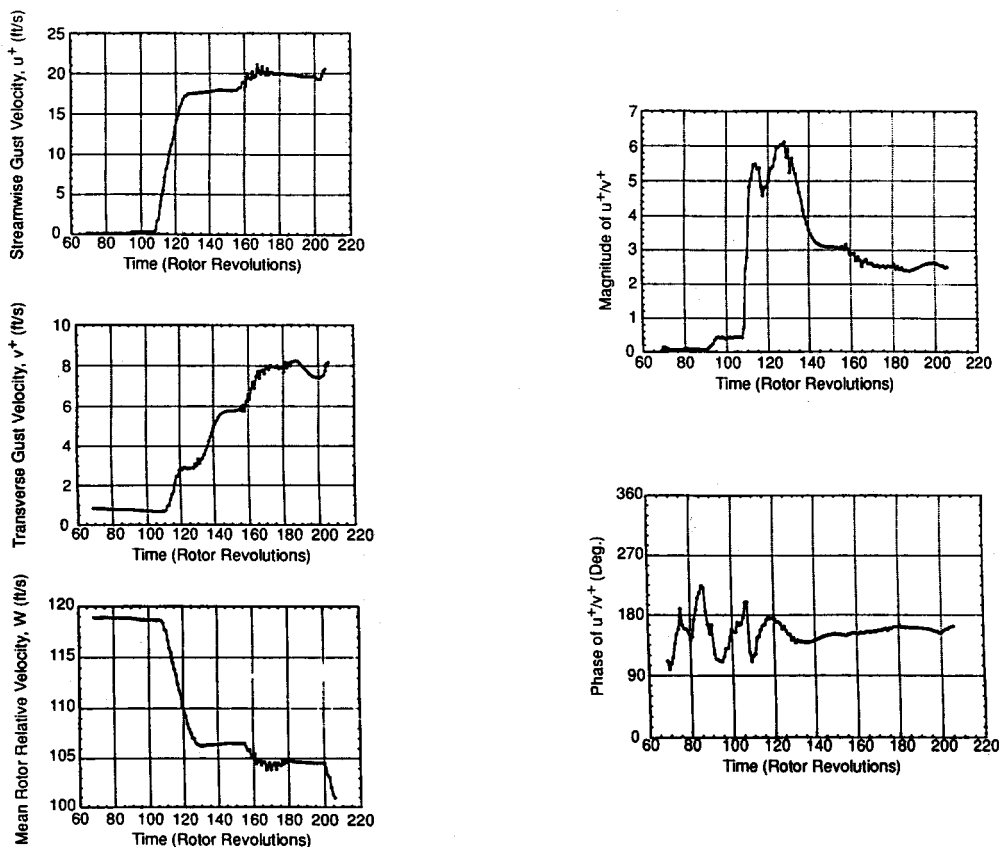 Streamwise Gust Velocity, u⁺ (ft/s)
25
20
15
10
5
0
60 80 100 120 140 160 180 200 220
Time (Rotor Revolutions)
Transverse Gust Velocity, v⁺ (ft/s)
10
8
6
4
2
0
60 80 100 120 140 160 180 200 220
Time (Rotor Revolutions)
Mean Rotor Relative Velocity, W (ft/s)
120
115
110
105
100
60 80 100 120 140 160 180 200 220
Time (Rotor Revolutions)
Magnitude of u⁺/v⁺
7
6
5
4
3
2
1
0
60 80 100 120 140 160 180 200 220
Time (Rotor Revolutions)
Phase of u⁺/v⁺ (Deg.)
360
270
180
90
0
60 80 100 120 140 160 180 200 220
Time (Rotor Revolutions)